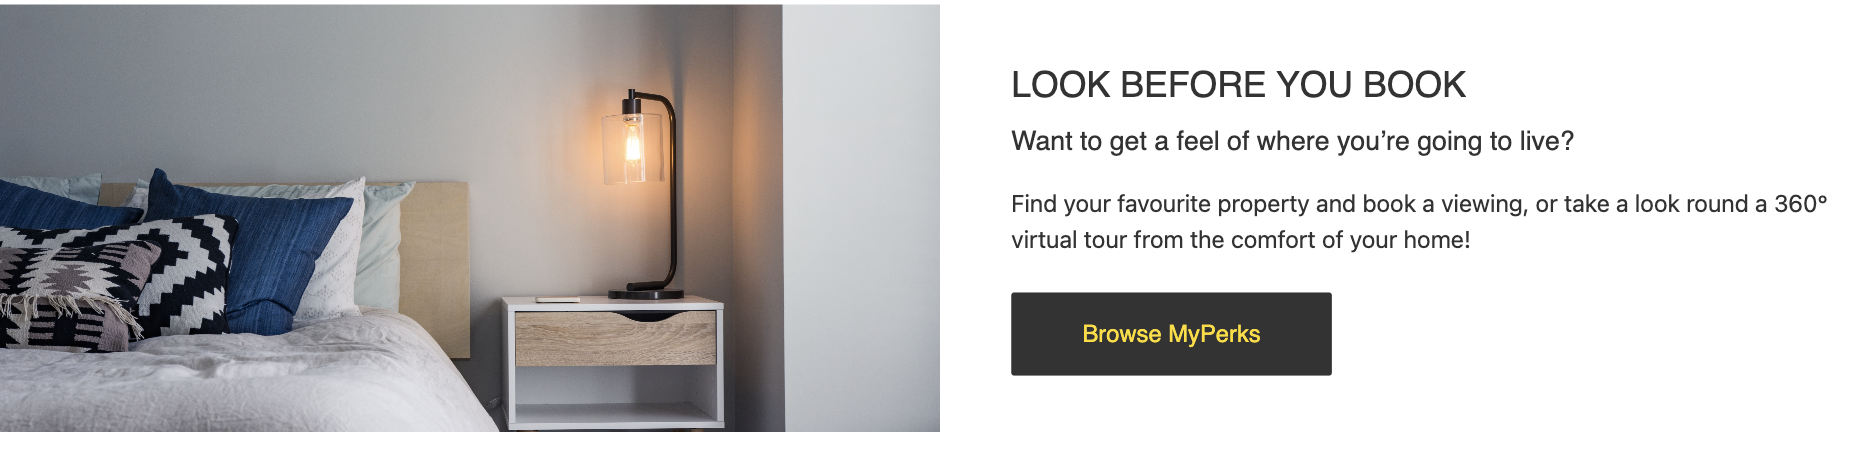 LOOK BEFORE YOU BOOK
Want to get a feel of where you’re going to live?
Find your favourite property and book a viewing, or take a look round a 360°
virtual tour from the comfort of your home!
Browse MyPerks